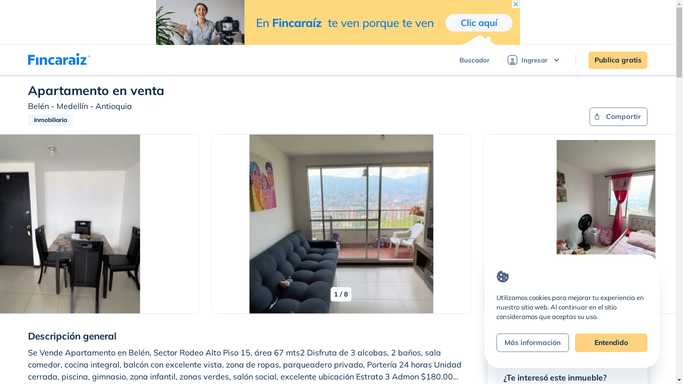 En Fincaraíz te ven porque te ven
Clic aquí
Fincaraíz
Buscador
Ingresar
Publica gratis
Apartamento en venta
Belén - Medellín - Antioquia
Inmobiliaria
Compartir
1 / 8
Utilizamos cookies para mejorar tu experiencia en
nuestro sitio web. Al continuar en el sitio
consideramos que aceptas su uso.
Más información
Entendido
Descripción general
Se Vende Apartamento en Belén, Sector Rodeo Alto Piso 15, área 67 mts2 Disfruta de 3 alcobas, 2 baños, sala
comedor, cocina integral, balcón con excelente vista, zona de ropas, parqueadero privado, Portería 24 horas Unidad
cerrada, piscina, gimnasio, zona infantil, zonas verdes, salón social, excelente ubicación Estrato 3 Admon $180.00...
¿Te interesó este inmueble?